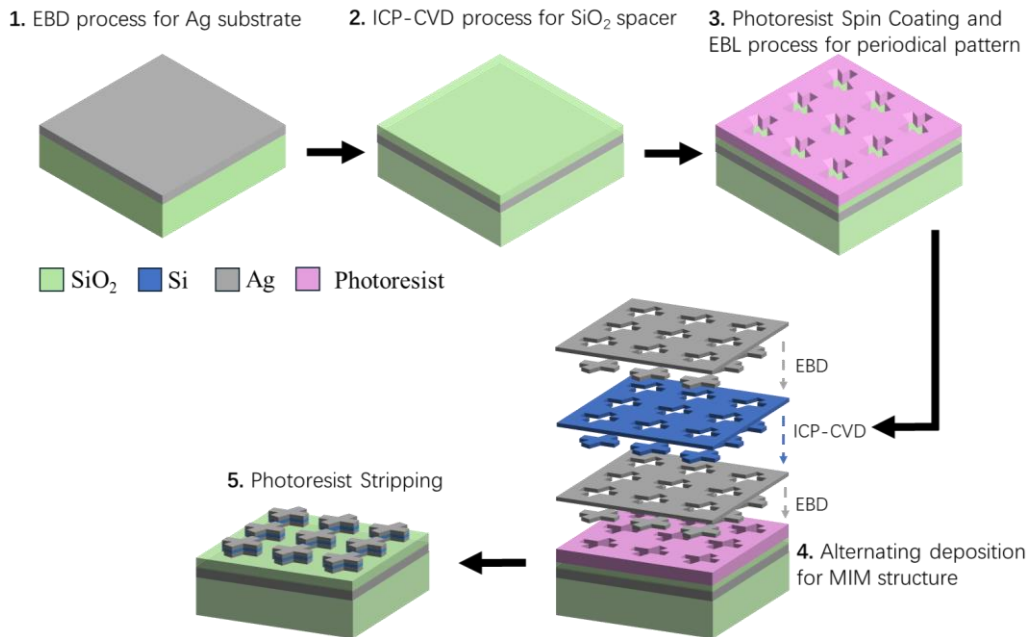 1. EBD process for Ag substrate
2. ICP-CVD process for SiO₂ spacer
3. Photoresist Spin Coating and
EBL process for periodical pattern
SiO₂
Si
Ag
Photoresist
EBD
ICP-CVD
EBD
4. Alternating deposition
for MIM structure
5. Photoresist Stripping